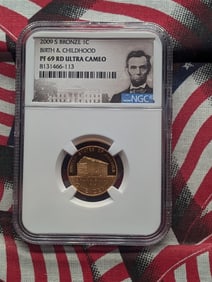 2009 S BRONZE 1C
BIRTH & CHILDHOOD
PF 69 RD ULTRA CAMEO
8131466-113
NGC